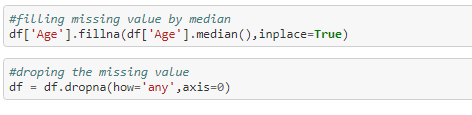 #filling missing value by median
df['Age'].fillna(df['Age'].median(),inplace=True)
#droping the missing value
df = df.dropna(how='any',axis=0)